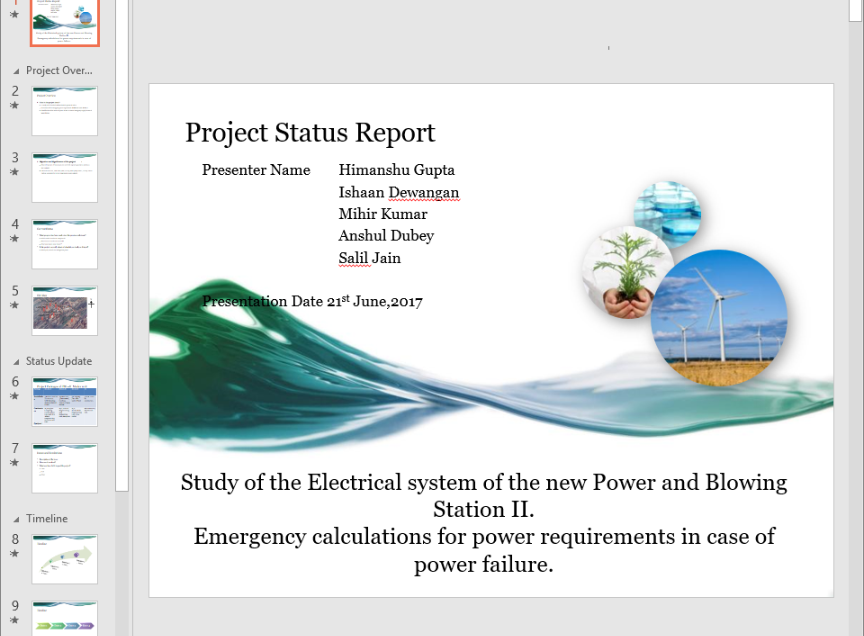 1
Project Over...
2
3
4
5
Status Update
6
7
Timeline
8
9
Project Status Report
Presenter Name Himanshu Gupta
Ishaan Dewangan
Mihir Kumar
Anshul Dubey
Salil Jain
Presentation Date 21st June,2017
Study of the Electrical system of the new Power and Blowing
Station II.
Emergency calculations for power requirements in case of
power failure.